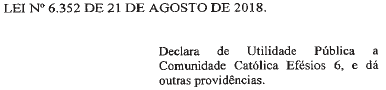 LEI Nº 6.352 DE 21 DE AGOSTO DE 2018.
Declara de Utilidade Pública a
Comunidade Católica Efésios 6, e dá
outras providências.